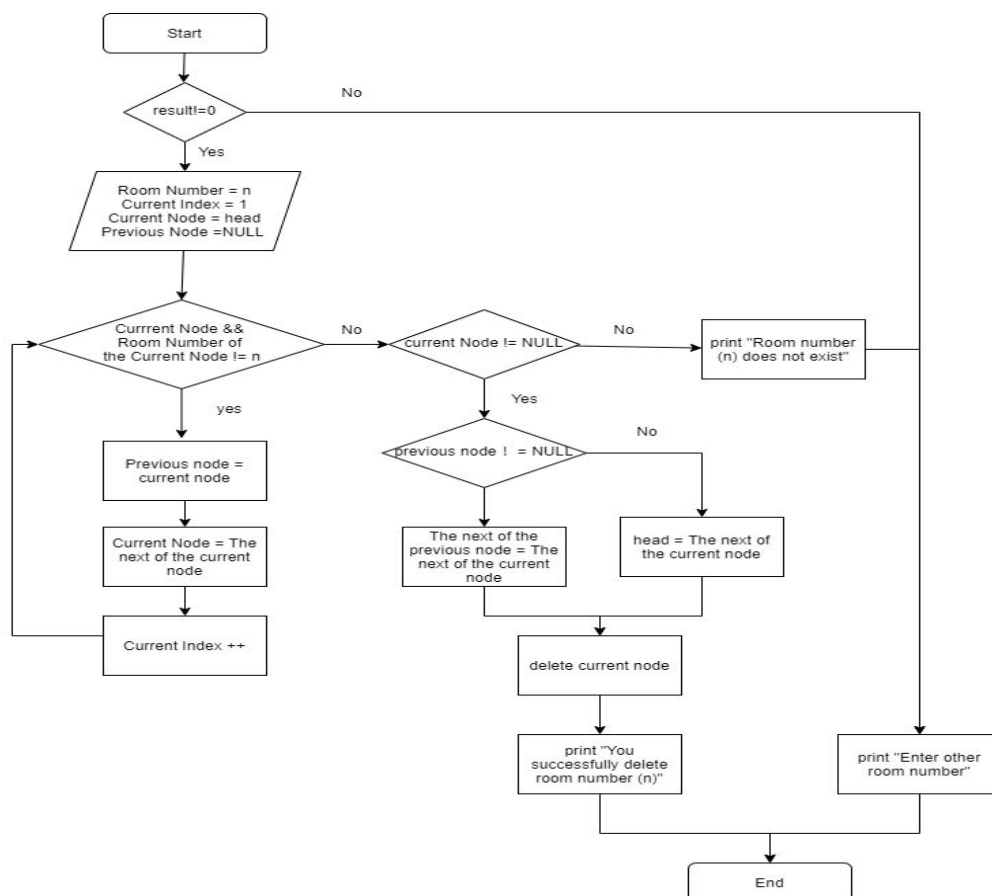 Start
No
result!=0
Yes
Room Number = n
Current Index = 1
Current Node = head
Previous Node =NULL
Currrent Node &&
Room Number of
the Current Node != n
No
current Node != NULL
No
print "Room number
(n) does not exist"
yes
Yes
previous node ! = NULL
No
Previous node =
current node
The next of the
previous node = The
next of the current
node
head = The next of
the current node
Current Node = The
next of the current
node
Current Index ++
delete current node
print "You
successfully delete
room number (n)"
print "Enter other
room number"
End